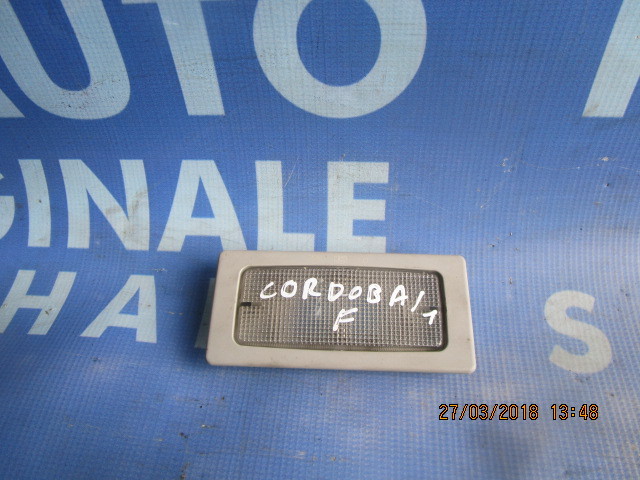 AUTO
GINALE
HA S
CORDOBA/1
F
27/03/2018 13:48